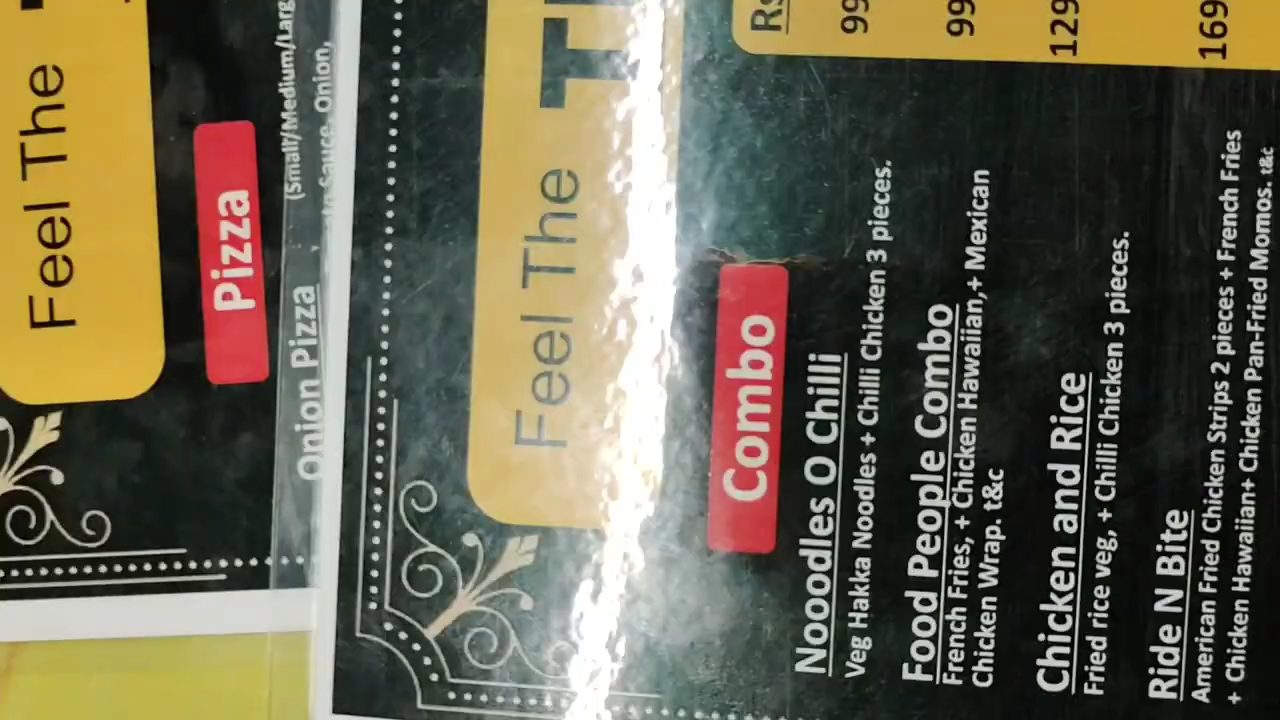 Feel The
Pizza
(Small/Medium/Larg
Onion Pizza
Sauce, Onion,
Feel The
Rs
Combo
Nooodles O Chilli 99
Veg Hakka Noodles + Chilli Chicken 3 pieces.
Food People Combo 99
French Fries, + Chicken Hawaiian,+ Mexican
Chicken Wrap. t&c
Chicken and Rice 129
Fried rice veg, + Chilli Chicken 3 pieces.
Ride N Bite 169
American Fried Chicken Strips 2 pieces + French Fries
+ Chicken Hawaiian+ Chicken Pan-Fried Momos. t&c